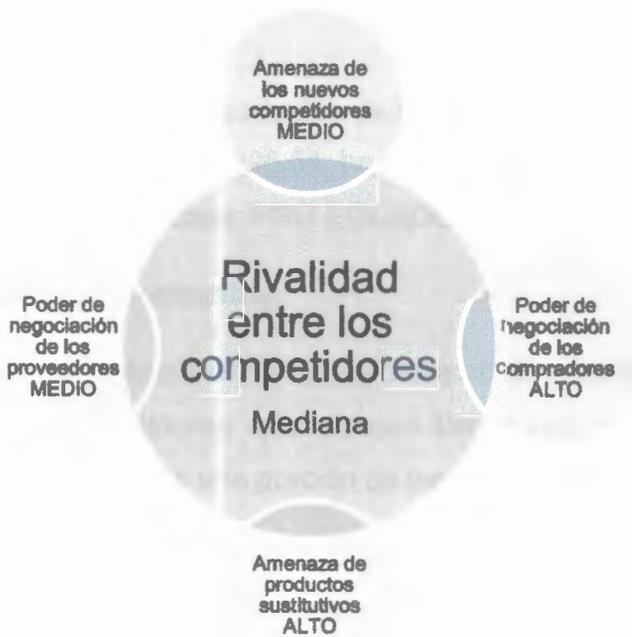 Amenaza de
los nuevos
competidores
MEDIO
Rivalidad
entre los
competidores
Mediana
Poder de
negociación
de los
proveedores
MEDIO
Poder de
negociación
de los
compradores
ALTO
Amenaza de
productos
sustitutivos
ALTO